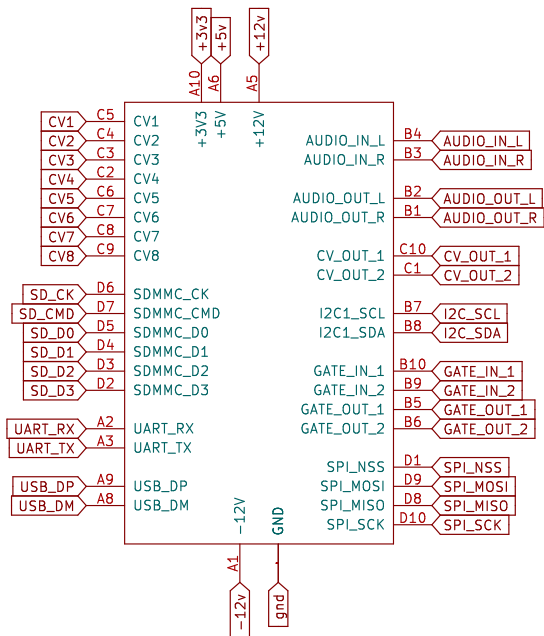 +3v3 +5v +12v
A10 A6 A5
+3V3 +5V +12V
CV1 C5 CV1
CV2 C4 CV2
CV3 C3 CV3
CV4 C2 CV4
CV5 C6 CV5
CV6 C7 CV6
CV7 C8 CV7
CV8 C9 CV8
SD_CK D6 SDMMC_CK
SD_CMD D7 SDMMC_CMD
SD_D0 D5 SDMMC_D0
SD_D1 D4 SDMMC_D1
SD_D2 D3 SDMMC_D2
SD_D3 D2 SDMMC_D3
UART_RX A2 UART_RX
UART_TX A3 UART_TX
USB_DP A9 USB_DP
USB_DM A8 USB_DM
AUDIO_IN_L B4 AUDIO_IN_L
AUDIO_IN_R B3 AUDIO_IN_R
AUDIO_OUT_L B2 AUDIO_OUT_L
AUDIO_OUT_R B1 AUDIO_OUT_R
CV_OUT_1 C10 CV_OUT_1
CV_OUT_2 C1 CV_OUT_2
I2C1_SCL B7 I2C_SCL
I2C1_SDA B8 I2C_SDA
GATE_IN_1 B10 GATE_IN_1
GATE_IN_2 B9 GATE_IN_2
GATE_OUT_1 B5 GATE_OUT_1
GATE_OUT_2 B6 GATE_OUT_2
SPI_NSS D1 SPI_NSS
SPI_MOSI D9 SPI_MOSI
SPI_MISO D8 SPI_MISO
SPI_SCK D10 SPI_SCK
-12V GND
A1
-12v gnd